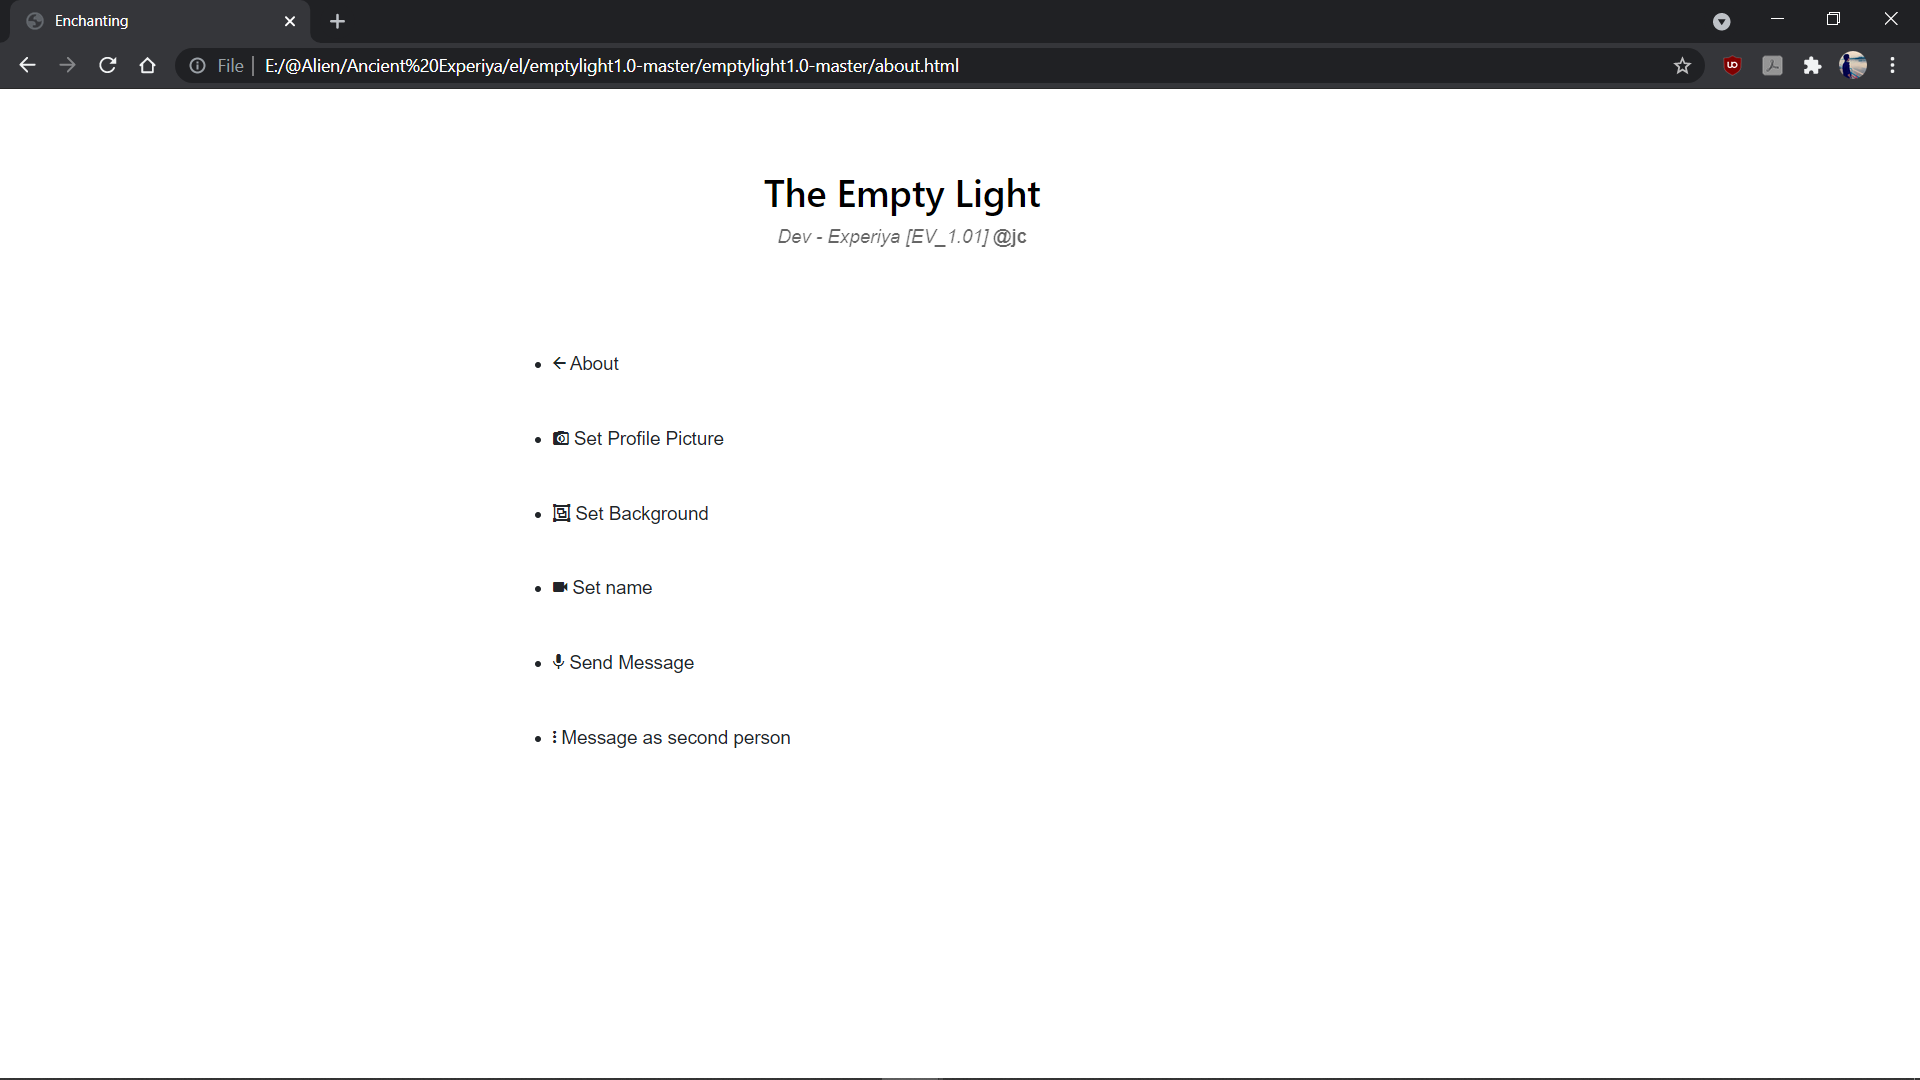 Enchanting
File | E:/@Alien/Ancient%20Experiya/el/emptylight1.0-master/emptylight1.0-master/about.html
The Empty Light
Dev - Experiya [EV_1.01] @jc
About
Set Profile Picture
Set Background
Set name
Send Message
Message as second person